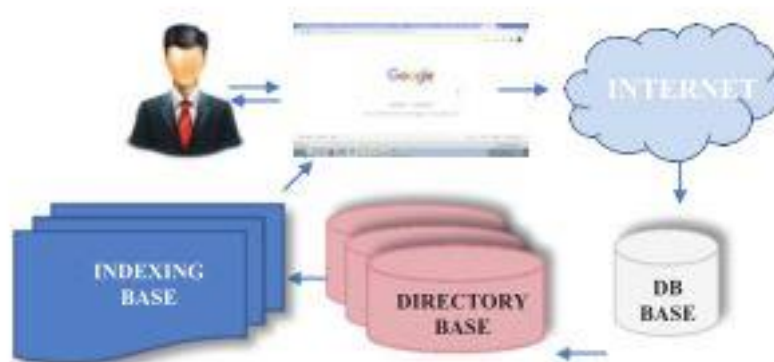 Google
INTERNET
INDEXING
BASE
DIRECTORY
BASE
DB
BASE